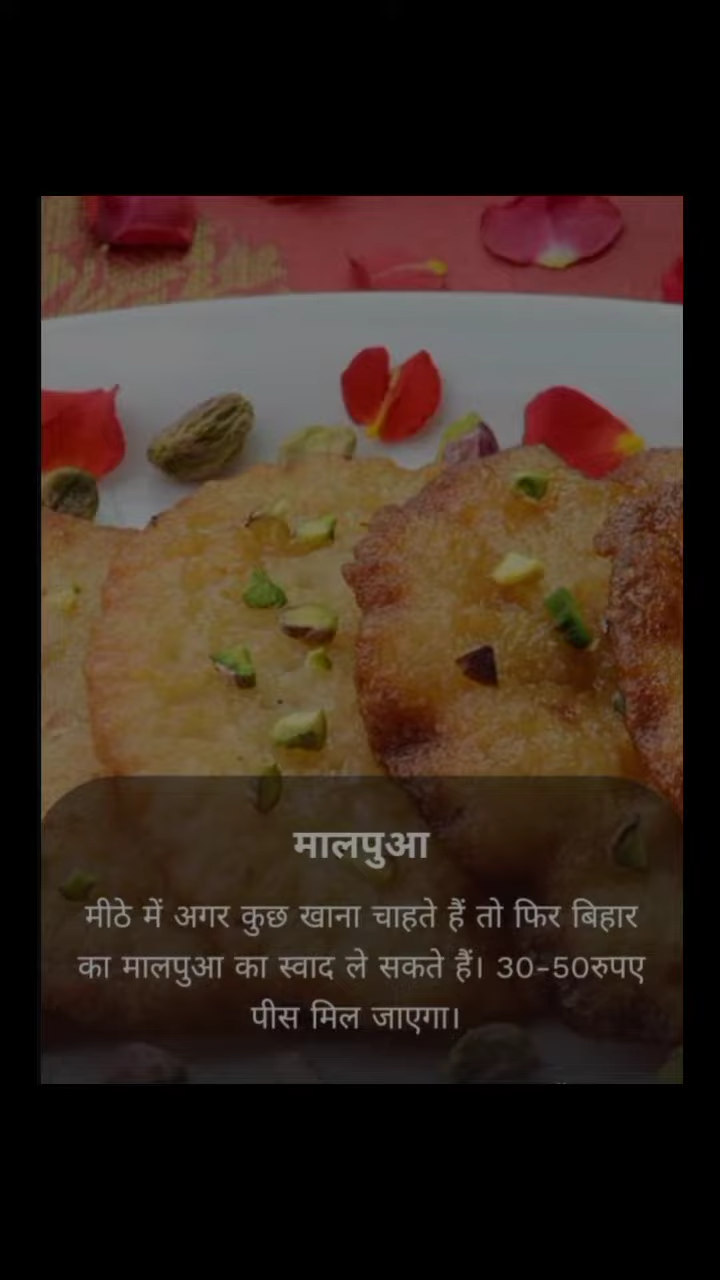 मालपुआ
मीठे में अगर कुछ खाना चाहते हैं तो फिर बिहार
का मालपुआ का स्वाद ले सकते हैं। 30-50रुपए
पीस मिल जाएगा।